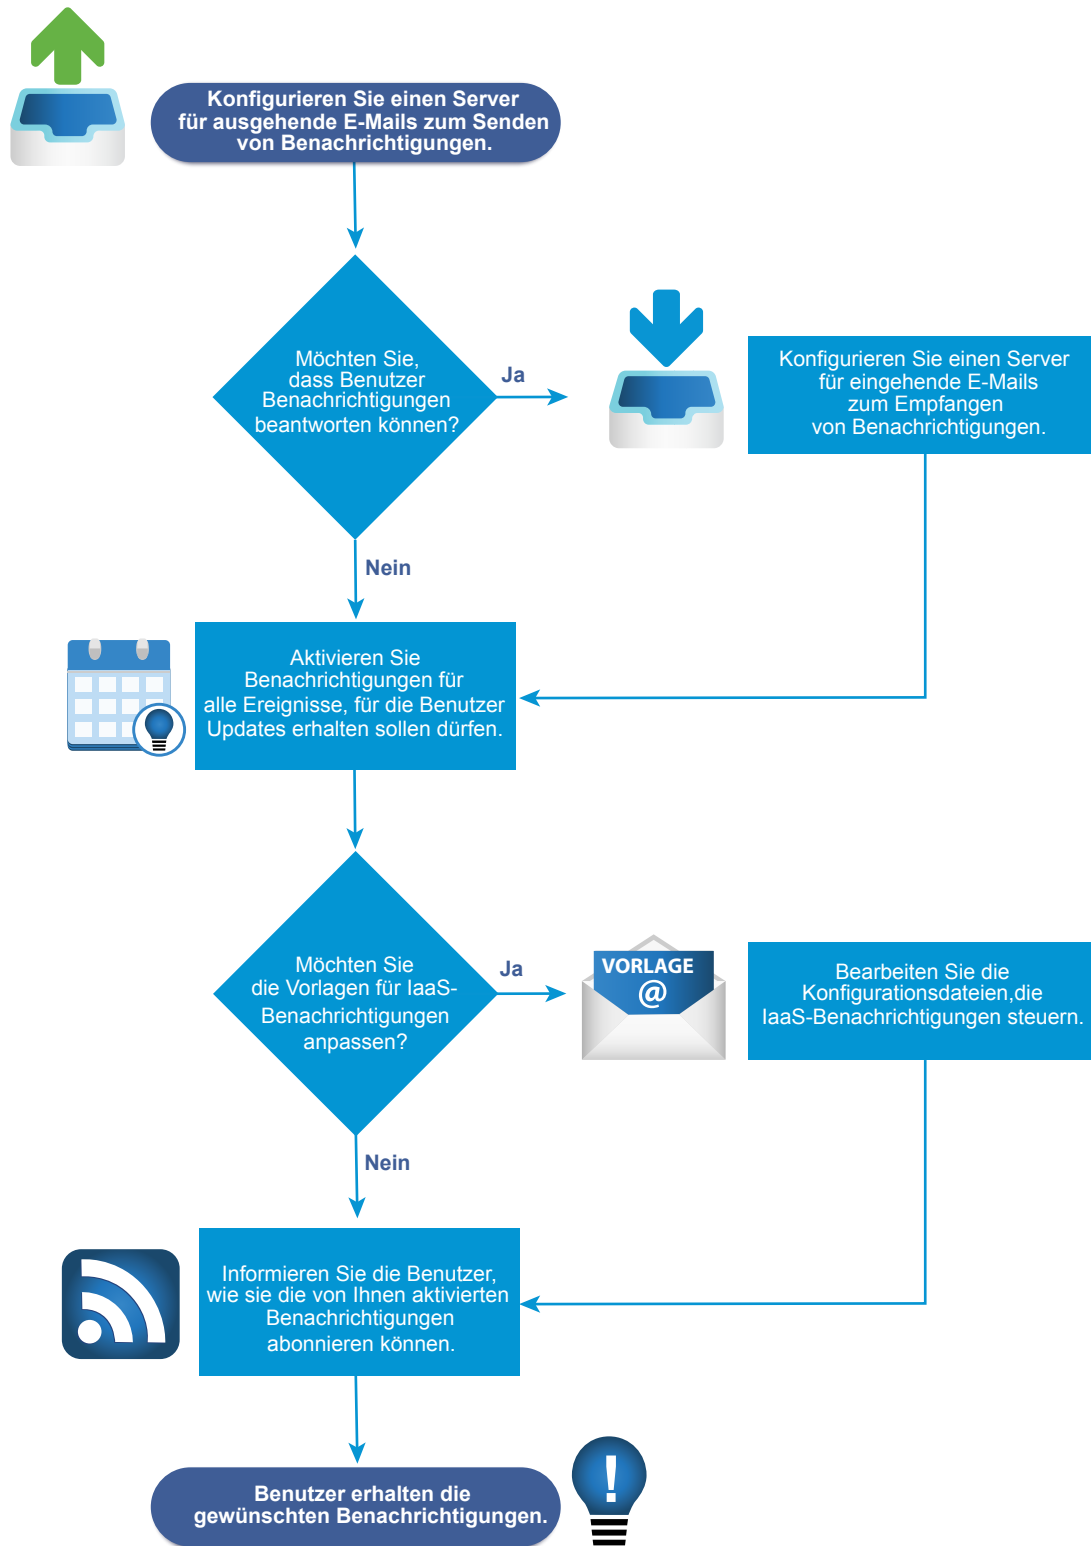 Konfigurieren Sie einen Server
für ausgehende E-Mails zum Senden
von Benachrichtigungen.
Möchten Sie,
dass Benutzer
Benachrichtigungen
beantworten können?
Ja
Konfigurieren Sie einen Server
für eingehende E-Mails
zum Empfangen
von Benachrichtigungen.
Nein
Aktivieren Sie
Benachrichtigungen für
alle Ereignisse, für die Benutzer
Updates erhalten sollen dürfen.
Möchten Sie
die Vorlagen für IaaS-
Benachrichtigungen
anpassen?
Ja
VORLAGE
@
Bearbeiten Sie die
Konfigurationsdateien,die
IaaS-Benachrichtigungen steuern.
Nein
Informieren Sie die Benutzer,
wie sie die von Ihnen aktivierten
Benachrichtigungen
abonnieren können.
Benutzer erhalten die
gewünschten Benachrichtigungen.
!